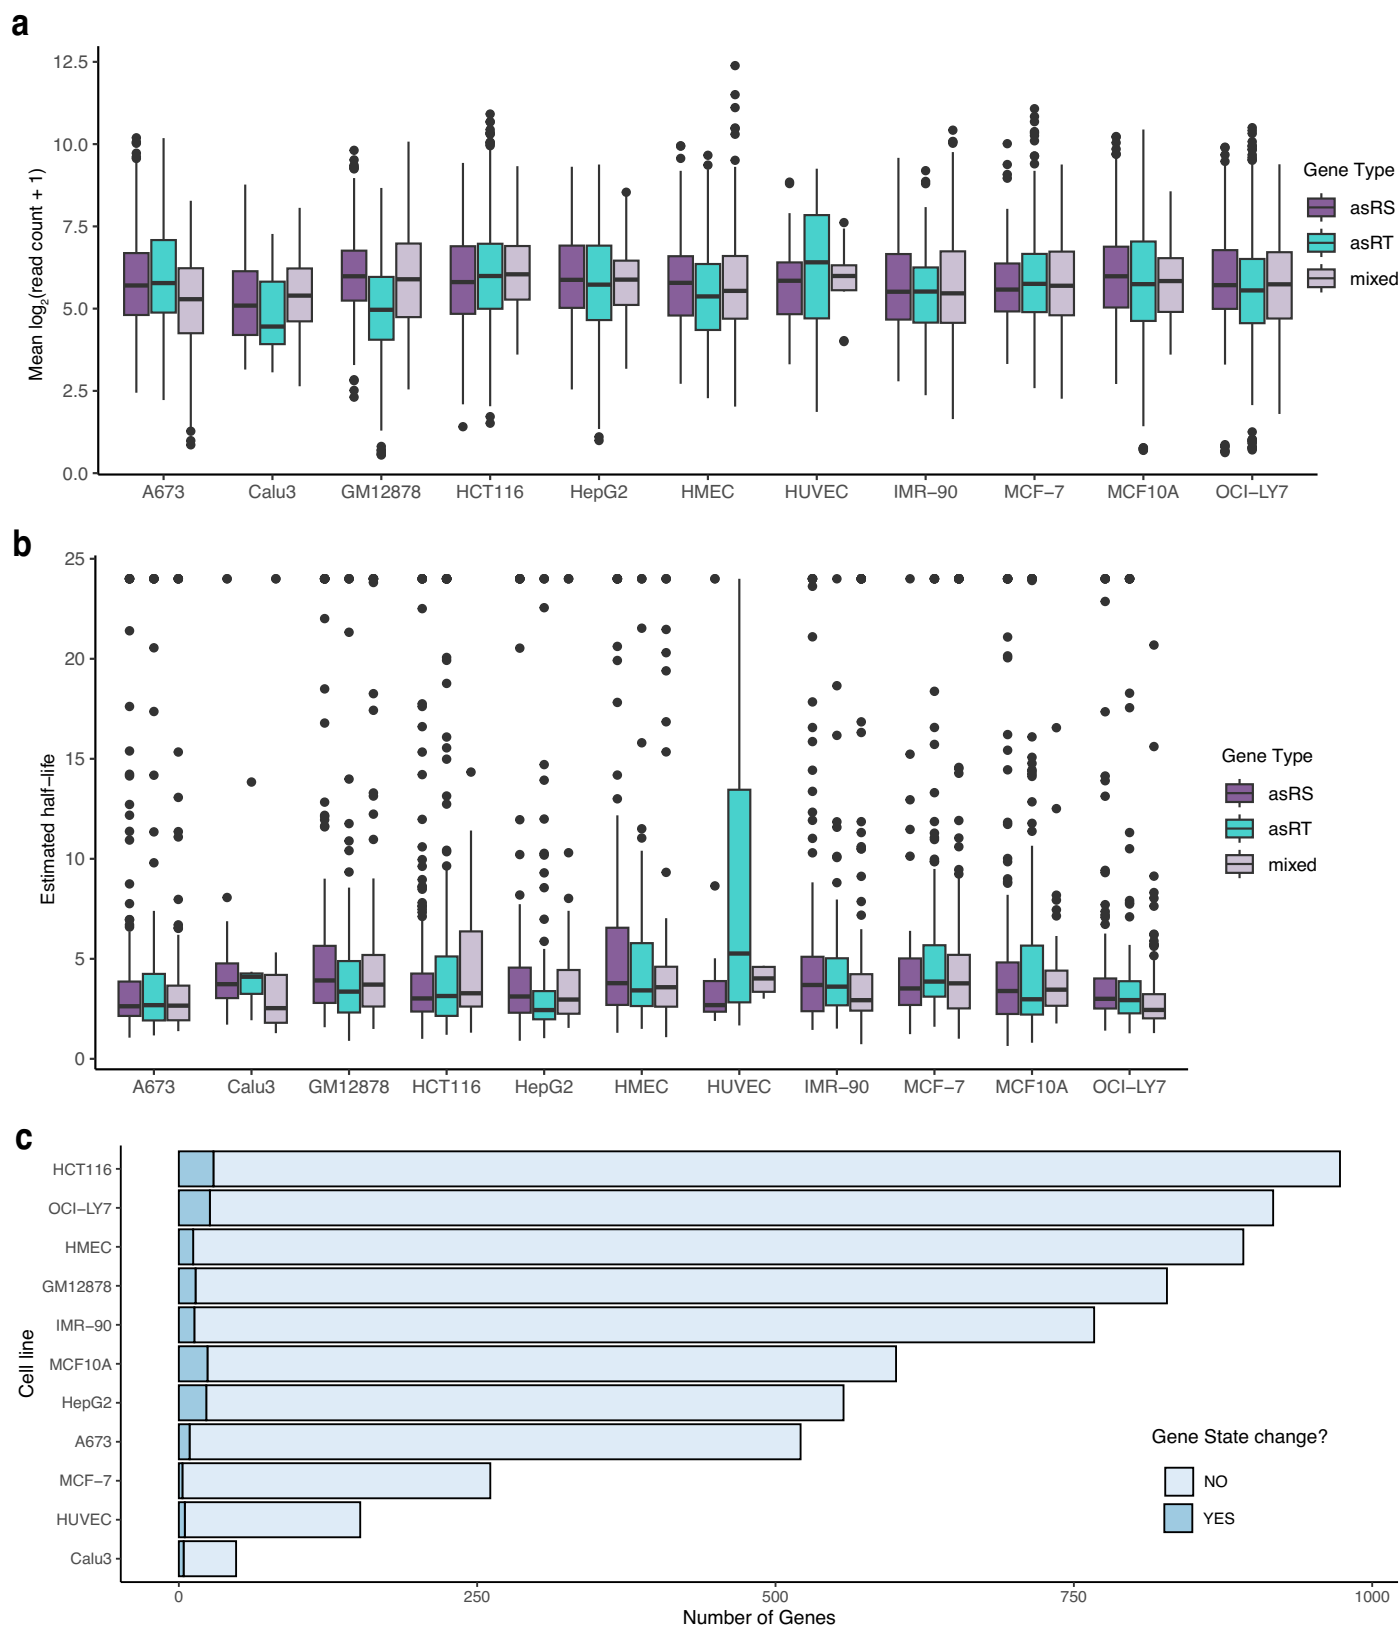 a
12.5
10.0
7.5
5.0
2.5
0.0
Mean log2(read count + 1)
A673 Calu3 GM12878 HCT116 HepG2 HMEC HUVEC IMR−90 MCF−7 MCF10A OCI−LY7
Gene Type
asRS
asRT
mixed
b
25
20
15
10
5
0
Estimated half−life
A673 Calu3 GM12878 HCT116 HepG2 HMEC HUVEC IMR−90 MCF−7 MCF10A OCI−LY7
Gene Type
asRS
asRT
mixed
c
HCT116
OCI−LY7
HMEC
GM12878
IMR−90
MCF10A
HepG2
A673
MCF−7
HUVEC
Calu3
Cell line
Gene State change?
NO
YES
0 250 500 750 1000
Number of Genes